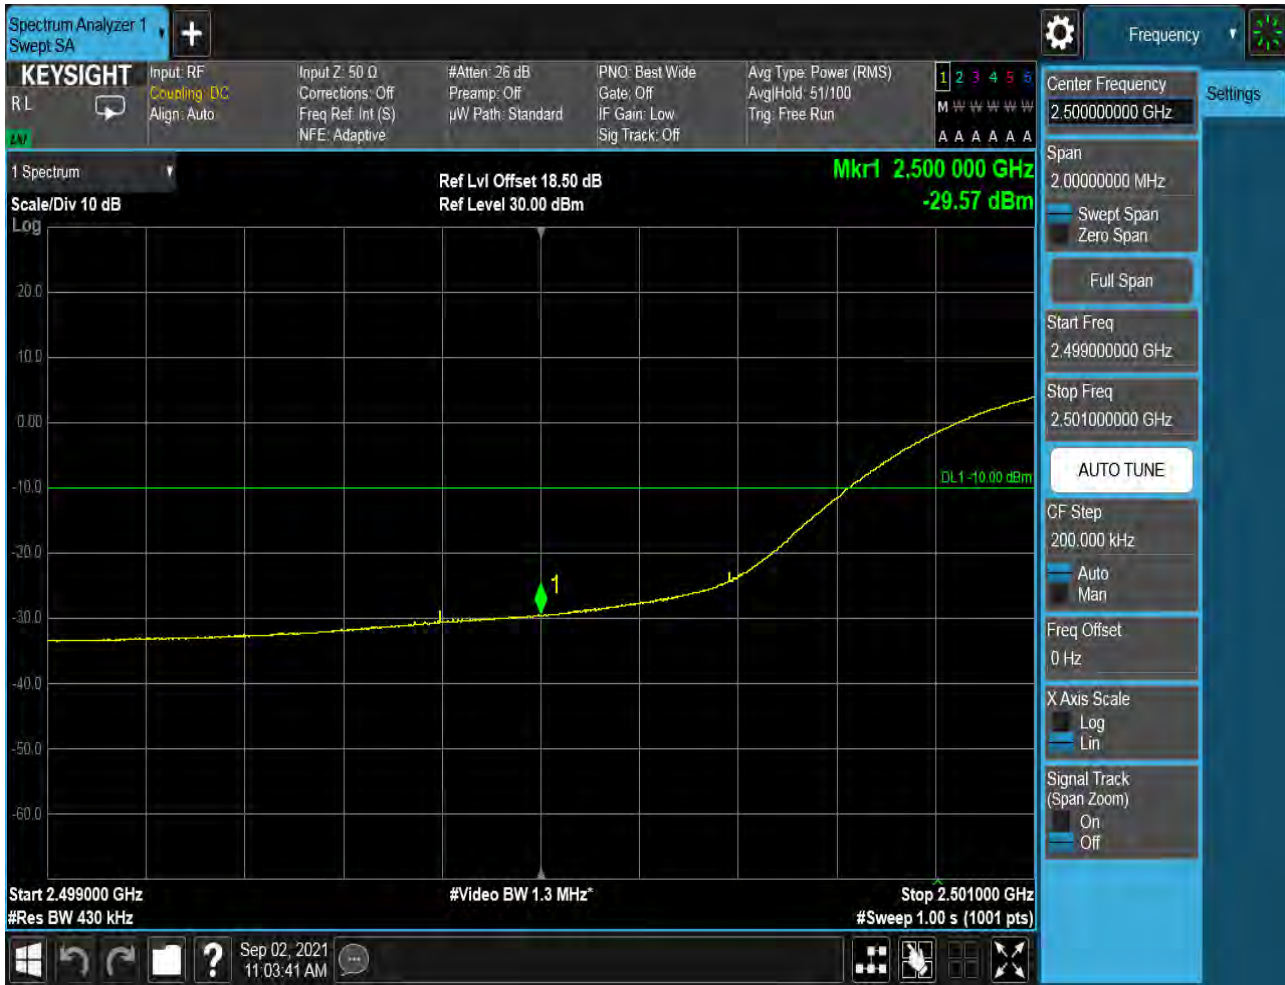 Spectrum Analyzer 1
Swept SA
Frequency
KEYSIGHT
R L
LNI
Input: RF
Coupling: DC
Align: Auto
Input Z: 50 Ω
Corrections: Off
Freq Ref: Int (S)
NFE: Adaptive
#Atten: 26 dB
Preamp: Off
µW Path: Standard
PNO: Best Wide
Gate: Off
IF Gain: Low
Sig Track: Off
Avg Type: Power (RMS)
Avg|Hold: 51/100
Trig: Free Run
1 2 3 4 5 6
M W W W W W
A A A A A A
1 Spectrum
Scale/Div 10 dB
Log
Ref Lvl Offset 18.50 dB
Ref Level 30.00 dBm
Mkr1 2.500 000 GHz
-29.57 dBm
20.0
10.0
0.00
-10.0
-20.0
-30.0
-40.0
-50.0
-60.0
DL1 -10.00 dBm
1
Start 2.499000 GHz
#Res BW 430 kHz
#Video BW 1.3 MHz*
Stop 2.501000 GHz
#Sweep 1.00 s (1001 pts)
Center Frequency
2.500000000 GHz
Settings
Span
2.00000000 MHz
Swept Span
Zero Span
Full Span
Start Freq
2.499000000 GHz
Stop Freq
2.501000000 GHz
AUTO TUNE
CF Step
200.000 kHz
Auto
Man
Freq Offset
0 Hz
X Axis Scale
Log
Lin
Signal Track
(Span Zoom)
On
Off
?
Sep 02, 2021
11:03:41 AM